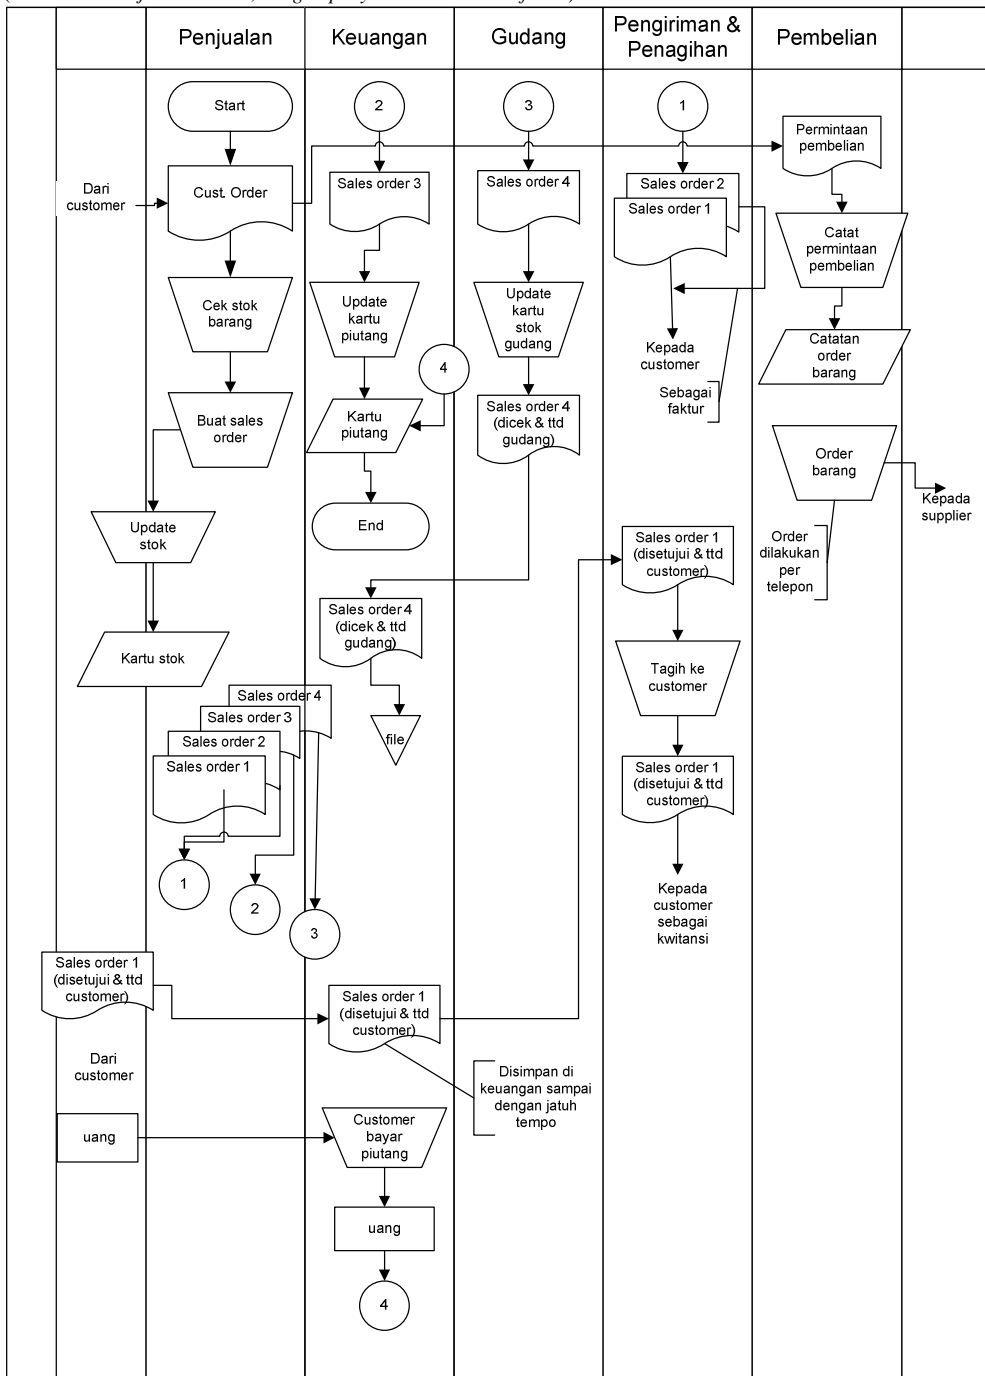 Penjualan
Keuangan
Gudang
Pengiriman &
Penagihan
Pembelian
Start
2
3
1
Permintaan
pembelian
Dari
customer
Cust. Order
Sales order 3
Sales order 4
Sales order 2
Sales order 1
Catat
permintaan
pembelian
Cek stok
barang
Update
kartu
piutang
Update
kartu
stok
gudang
Kepada
customer
Catatan
order
barang
4
Sebagai
faktur
Buat sales
order
Kartu
piutang
Sales order 4
(dicek & ttd
gudang)
Order
barang
Kepada
supplier
Update
stok
End
Sales order 1
(disetujui & ttd
customer)
Order
dilakukan
per
telepon
Sales order 4
(dicek & ttd
gudang)
Kartu stok
Tagih ke
customer
Sales order 4
Sales order 3
Sales order 2
Sales order 1
file
Sales order 1
(disetujui & ttd
customer)
1
2
3
Kepada
customer
sebagai
kwitansi
Sales order 1
(disetujui & ttd
customer)
Sales order 1
(disetujui & ttd
customer)
Dari
customer
Disimpan di
keuangan sampai
dengan jatuh
tempo
uang
Customer
bayar
piutang
uang
4